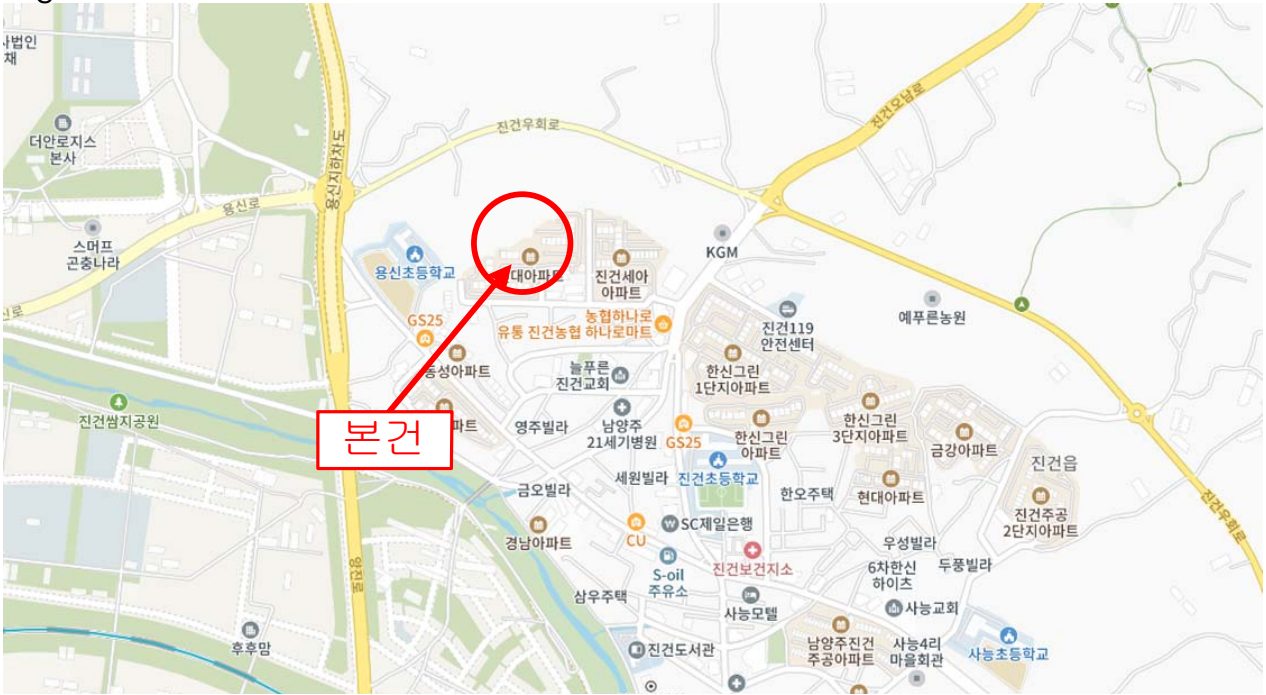 사법인
채
더안로지스
본사
용신지하차도
진건우회로
진건오남로
용신로
스머프
곤충나라
용신초등학교
대아파트
진건세아
아파트
KGM
GS25
농협하나로
유통 진건농협 하나로마트
진건119
안전센터
예푸른농원
동성아파트
늘푸른
진건교회
한신그린
1단지아파트
진건쌈지공원
본건
파트
영주빌라
남양주
21세기병원
GS25
한신그린
아파트
한신그린
3단지아파트
금강아파트
진건읍
세원빌라
진건초등학교
한오주택
현대아파트
진건주공
2단지아파트
진건우회로
금오빌라
경남아파트
CU
SC제일은행
우성빌라
양진로
S-oil
주유소
진건보건지소
6차한신
하이츠
두풍빌라
삼우주택
사능모텔
사능교회
후후맘
진건도서관
남양주진건
주공아파트
사능4리
마을회관
사능초등학교